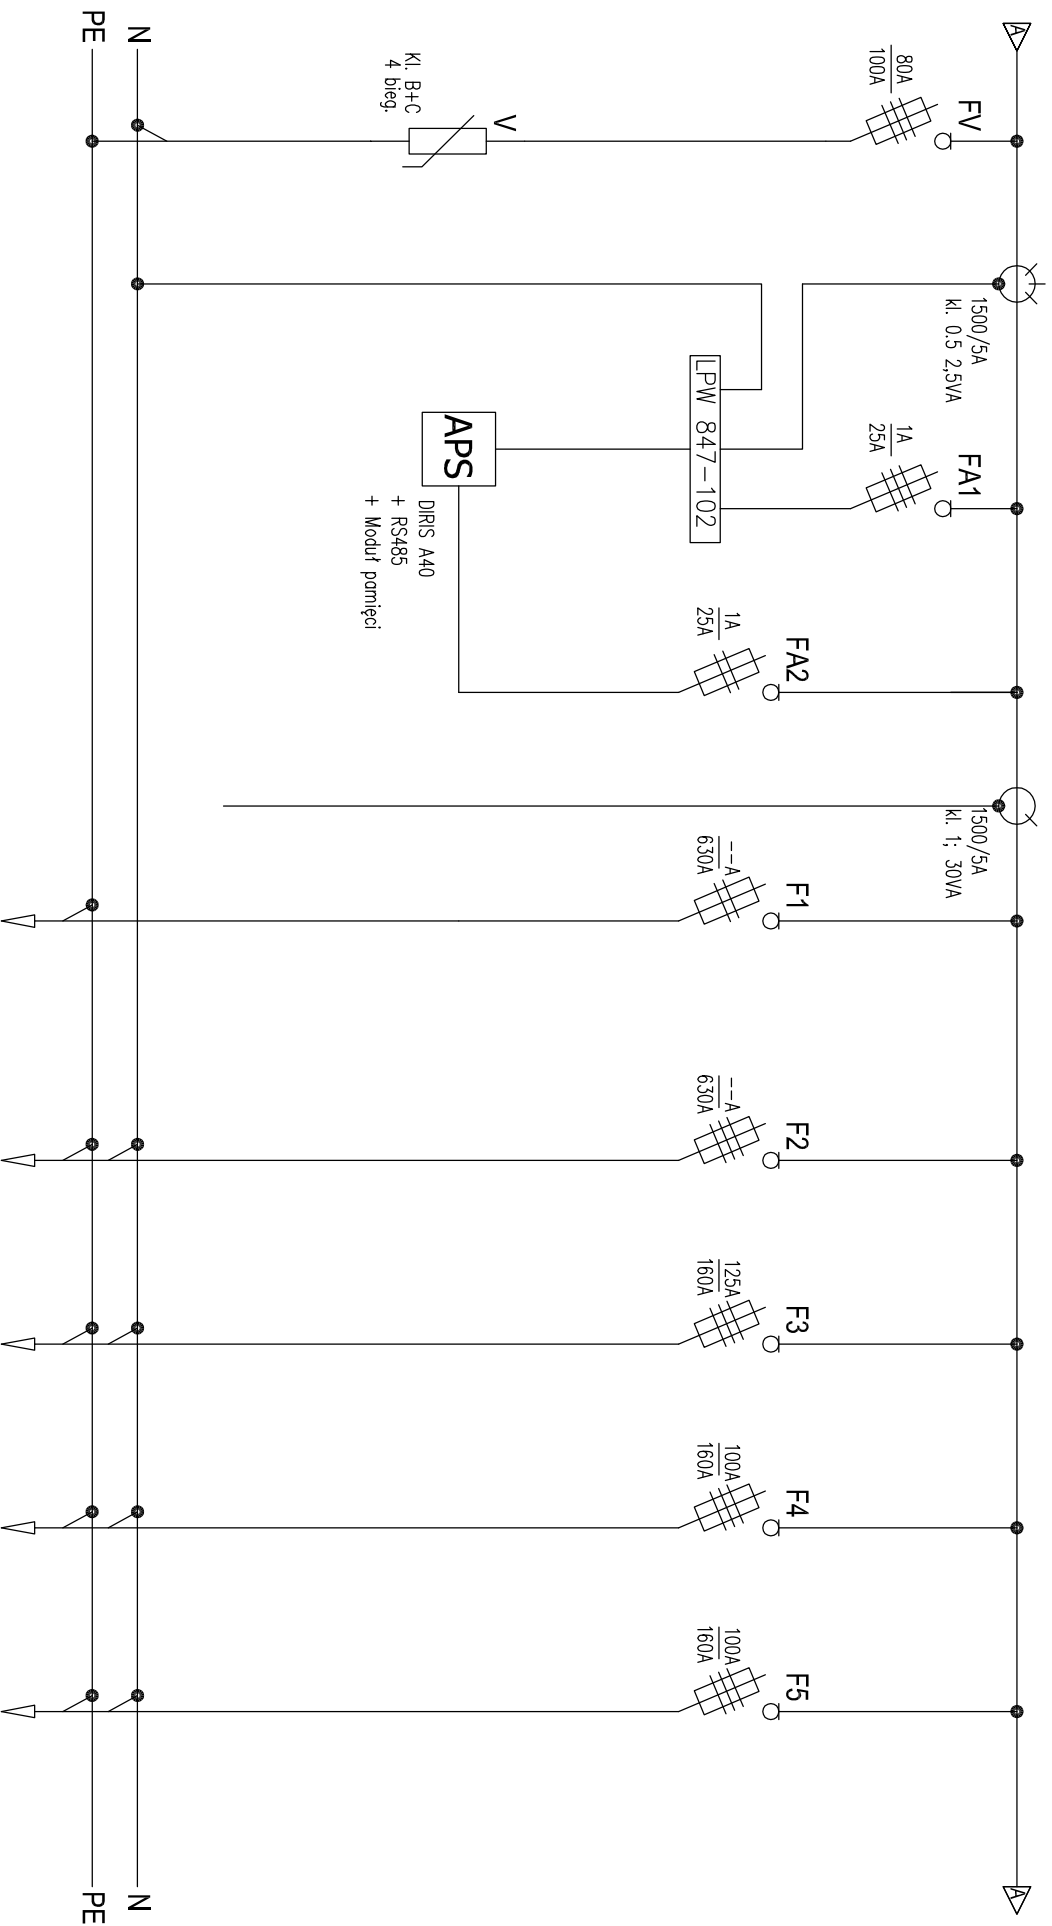 A
FV
80A
100A
V
Kl. B+C
4 bieg.
N
PE
1500/5A
kl. 0.5 2,5VA
FA1
1A
25A
LPW 847-102
APS
DIRIS A40
+ RS485
+ Moduł pamięci
FA2
1A
25A
1500/5A
kl. 1; 30VA
F1
--A
630A
F2
--A
630A
F3
125A
160A
F4
100A
160A
F5
100A
160A
A
N
PE